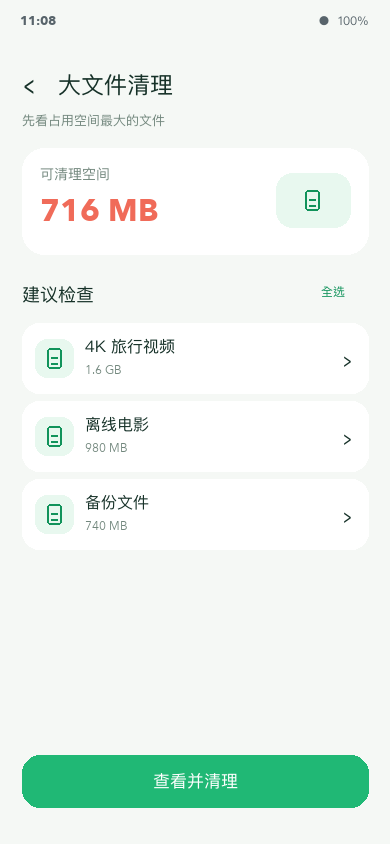 11:08
100%
大文件清理
先看占用空间最大的文件
可清理空间
716 MB
建议检查
全选
4K 旅行视频
1.6 GB
离线电影
980 MB
备份文件
740 MB
查看并清理